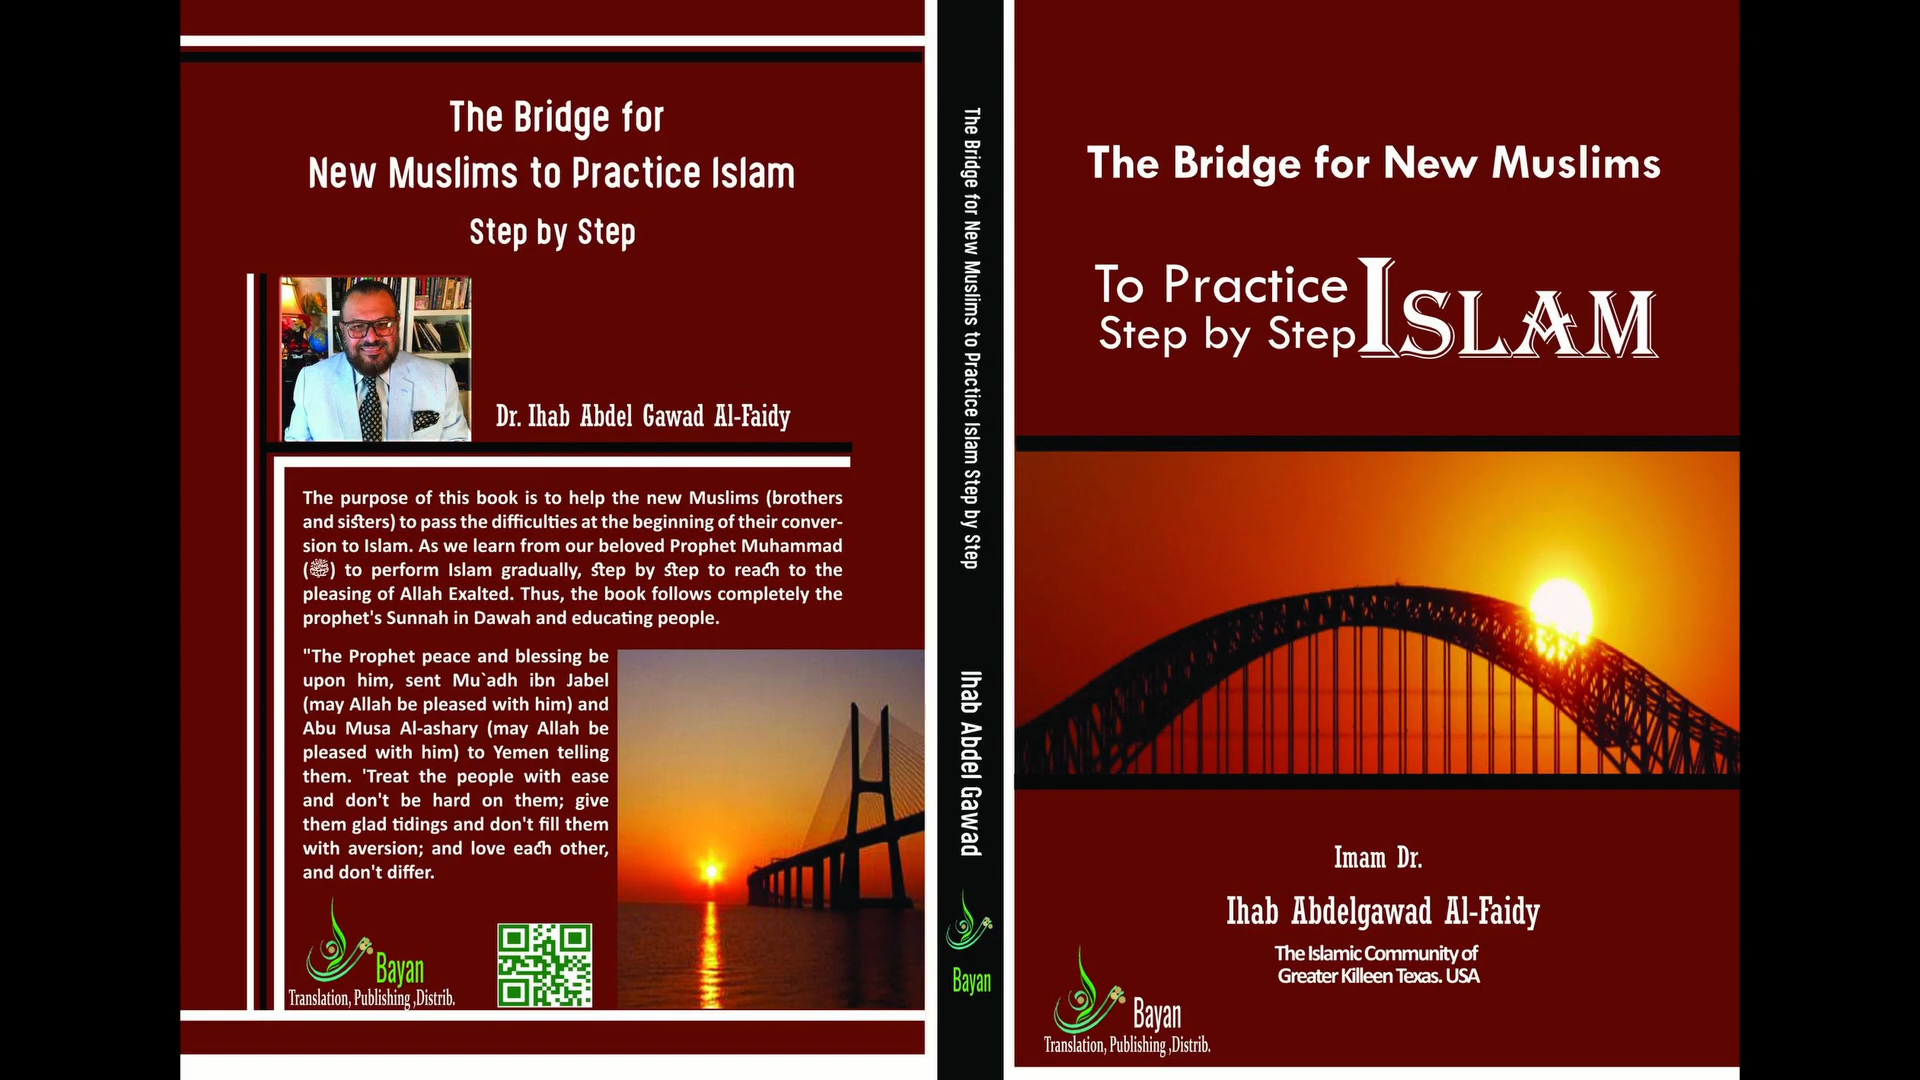 The Bridge for
New Muslims to Practice Islam
Step by Step
Dr. Ihab Abdel Gawad Al-Faidy
The purpose of this book is to help the new Muslims (brothers
and sisters) to pass the difficulties at the beginning of their conver-
sion to Islam. As we learn from our beloved Prophet Muhammad
(ﷺ) to perform Islam gradually, step by step to reach to the
pleasing of Allah Exalted. Thus, the book follows completely the
prophet's Sunnah in Dawah and educating people.
"The Prophet peace and blessing be
upon him, sent Mu`adh ibn Jabel
(may Allah be pleased with him) and
Abu Musa Al-ashary (may Allah be
pleased with him) to Yemen telling
them. 'Treat the people with ease
and don't be hard on them; give
them glad tidings and don't fill them
with aversion; and love each other,
and don't differ.
Bayan
Translation, Publishing ,Distrib.
The Bridge for New Muslims to Practice Islam Step by Step
Ihab Abdel Gawad
Bayan
The Bridge for New Muslims
To Practice
Step by Step ISLAM
Imam Dr.
Ihab Abdelgawad Al-Faidy
The Islamic Community of
Greater Killeen Texas. USA
Bayan
Translation, Publishing ,Distrib.